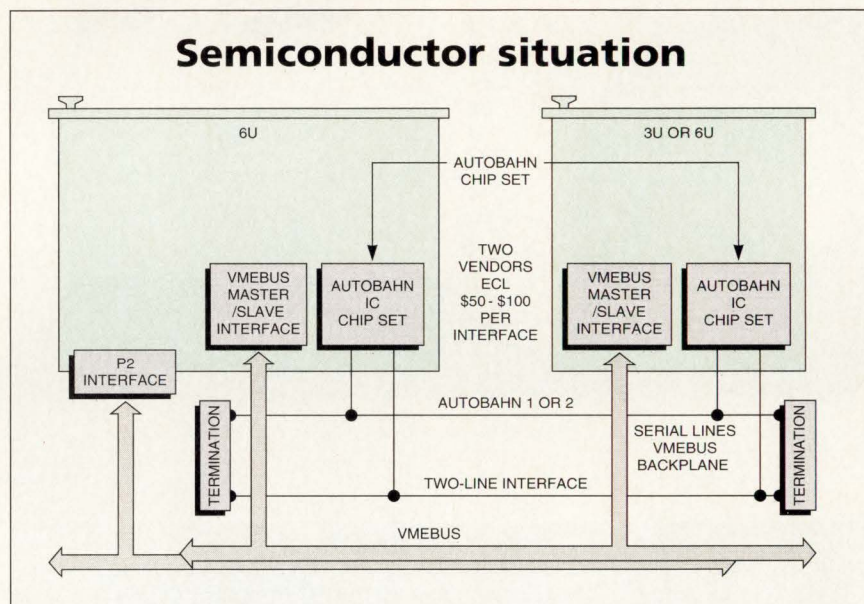 Semiconductor situation
6U
3U OR 6U
AUTOBAHN
CHIP SET
VMEBUS
MASTER
/SLAVE
INTERFACE
AUTOBAHN
IC
CHIP SET
TWO
VENDORS
ECL
$50 - $100
PER
INTERFACE
VMEBUS
MASTER
/SLAVE
INTERFACE
AUTOBAHN
IC
CHIP SET
P2
INTERFACE
TERMINATION
AUTOBAHN 1 OR 2
SERIAL LINES
VMEBUS
BACKPLANE
TERMINATION
TWO-LINE INTERFACE
VMEBUS